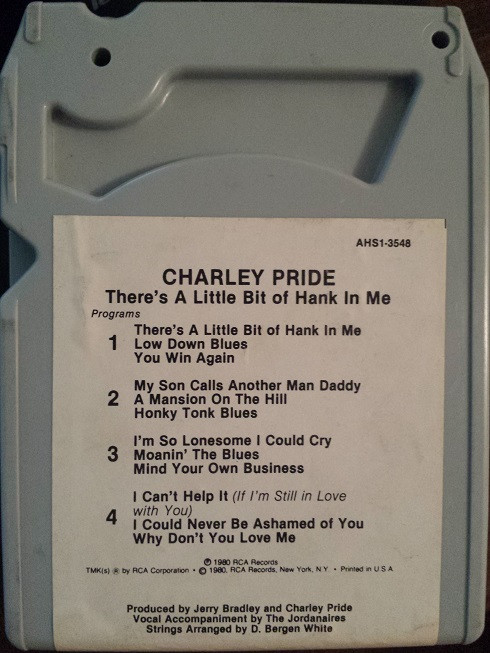 AHS1-3548
CHARLEY PRIDE
There's A Little Bit of Hank In Me
Programs
1
There's A Little Bit of Hank In Me
Low Down Blues
You Win Again
2
My Son Calls Another Man Daddy
A Mansion On The Hill
Honky Tonk Blues
3
I'm So Lonesome I Could Cry
Moanin' The Blues
Mind Your Own Business
4
I Can't Help It (If I'm Still in Love
with You)
I Could Never Be Ashamed of You
Why Don't You Love Me
℗ 1980 RCA Records
TMK(s) ® by RCA Corporation • © 1980, RCA Records, New York, N.Y. • Printed in U.S.A.
Produced by Jerry Bradley and Charley Pride
Vocal Accompaniment by The Jordanaires
Strings Arranged by D. Bergen White